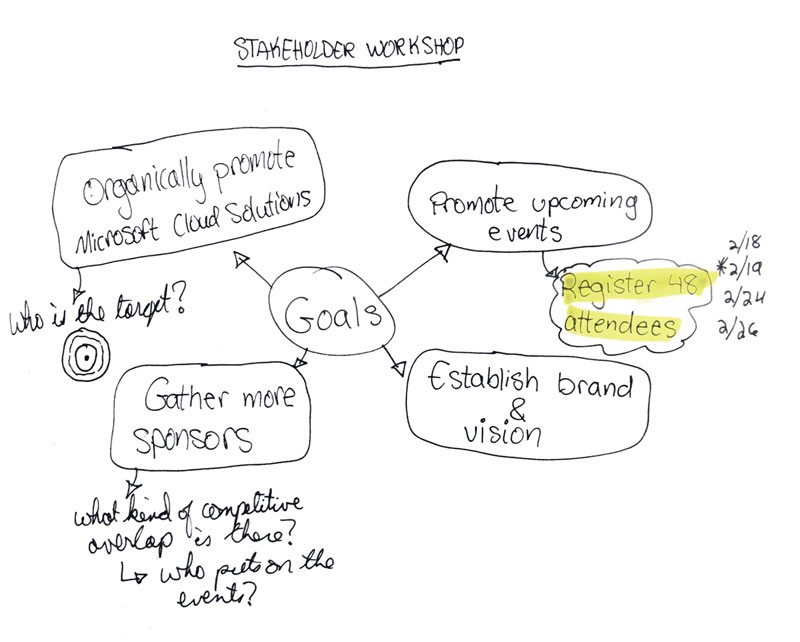 STAKEHOLDER WORKSHOP
Organically promote
Microsoft Cloud Solutions
Who is the target?
Promote upcoming
events
Register 48
attendees
2/18
*2/19
2/24
2/26
Goals
Gather more
sponsors
what kind of competitive
overlap is there?
↳ who puts on the
events?
Establish brand
&
vision